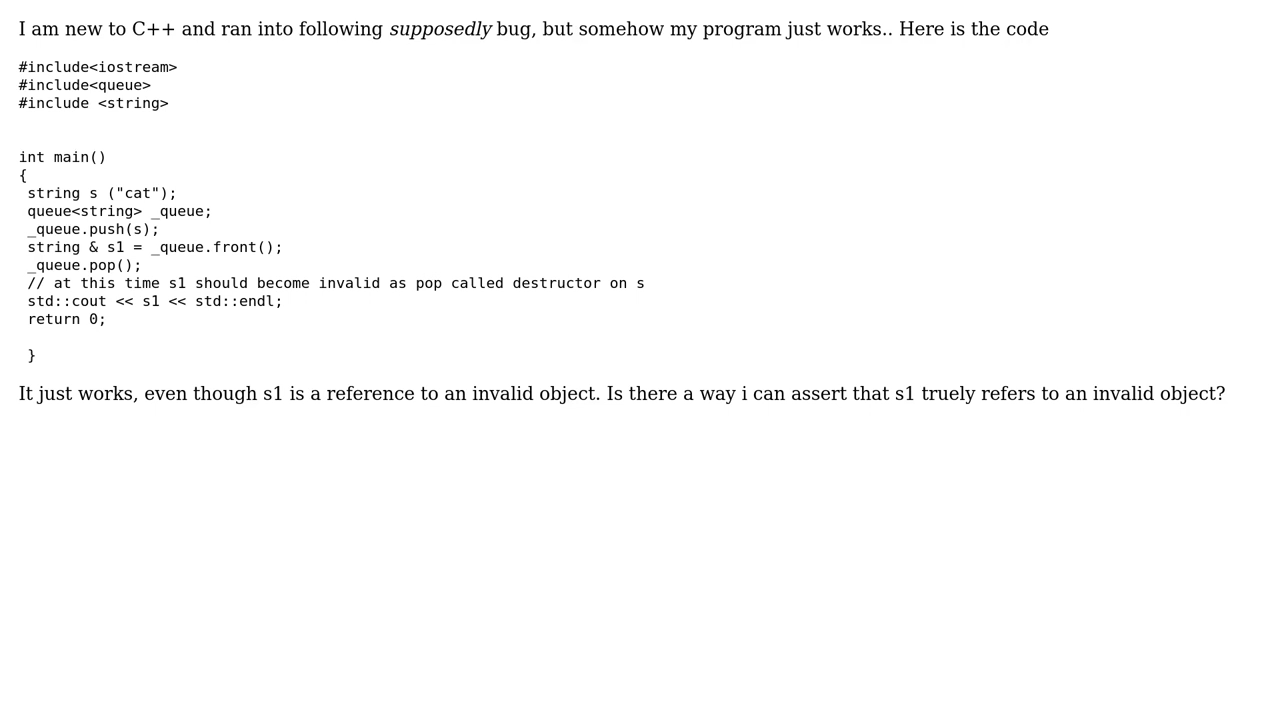 I am new to C++ and ran into following supposedly bug, but somehow my program just works.. Here is the code
#include<iostream>
#include<queue>
#include <string>
int main()
{
string s ("cat");
queue<string> _queue;
_queue.push(s);
string & s1 = _queue.front();
_queue.pop();
// at this time s1 should become invalid as pop called destructor on s
std::cout << s1 << std::endl;
return 0;
}
It just works, even though s1 is a reference to an invalid object. Is there a way i can assert that s1 truely refers to an invalid object?